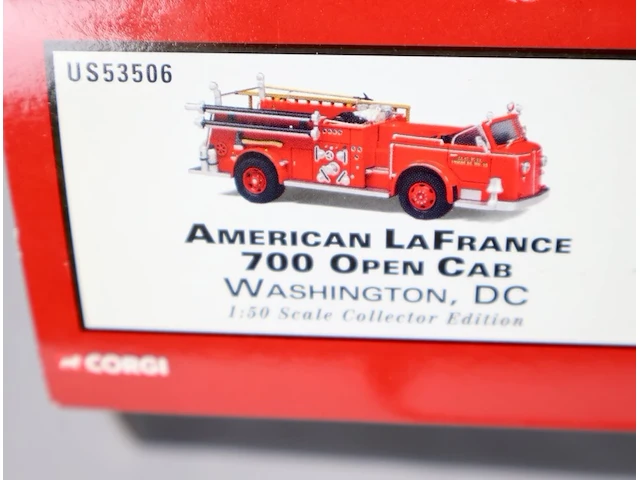 US53506
AMERICAN LAFRANCE
700 OPEN CAB
WASHINGTON, DC
1:50 Scale Collector Edition
CORGI